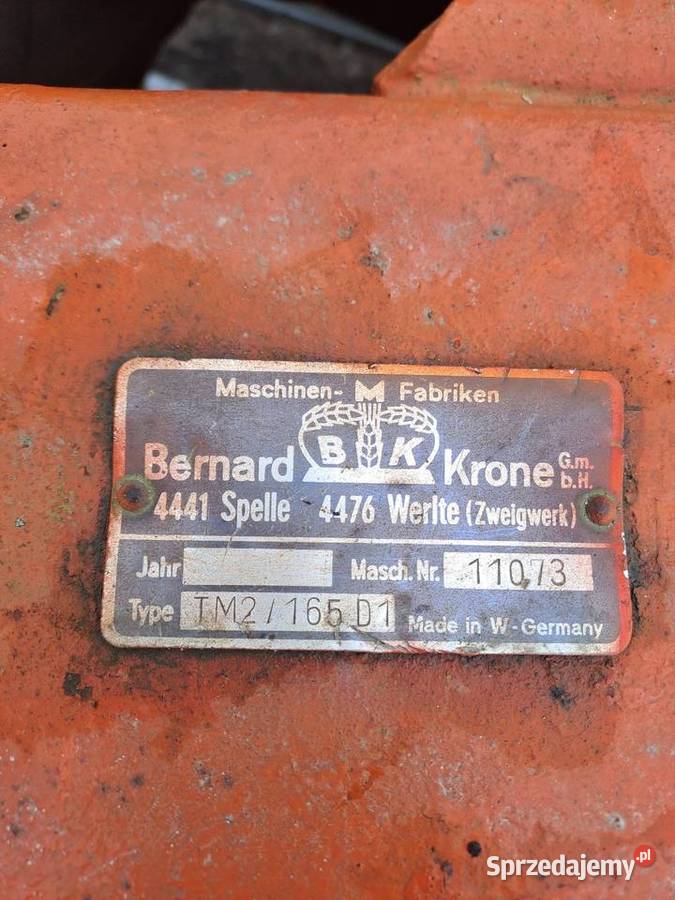 Maschinen- M Fabriken
B K
Bernard Krone G.m.b.H.
4441 Spelle 4476 Werlte (Zweigwerk)
Jahr Masch. Nr. 11073
Type TM2/165 D1 Made in W-Germany
Sprzedajemy.pl